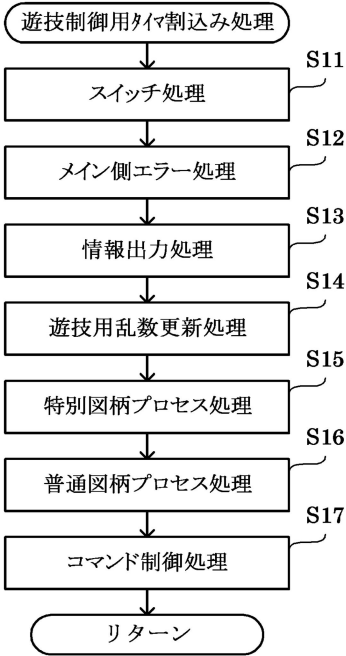 遊技制御用ﾀｲﾏ割込み処理
S11
スイッチ処理
S12
メイン側エラー処理
S13
情報出力処理
S14
遊技用乱数更新処理
S15
特別図柄プロセス処理
S16
普通図柄プロセス処理
S17
コマンド制御処理
リターン